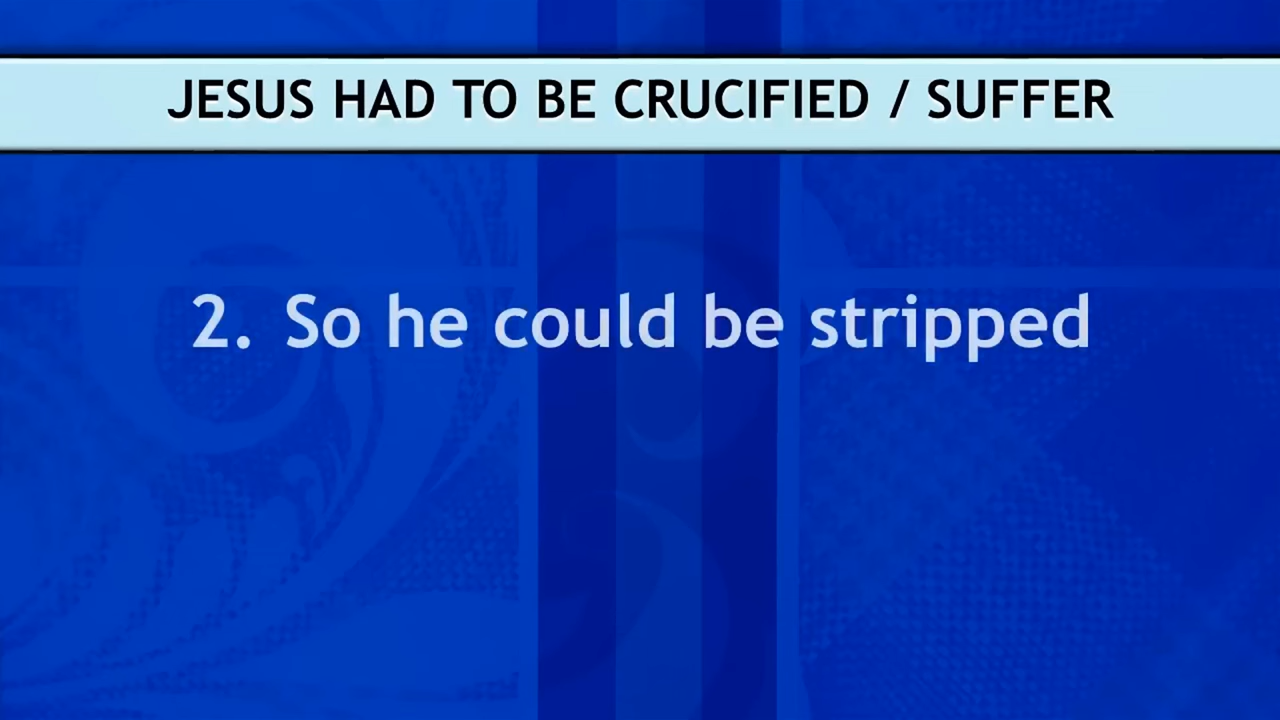 JESUS HAD TO BE CRUCIFIED / SUFFER
2. So he could be stripped